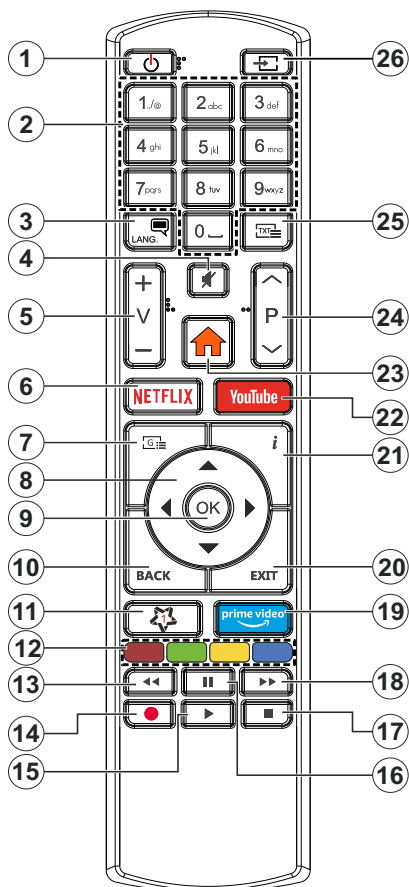 1
26
2
1../@
2abc
3def
4ghi
5jkl
6mno
7pqrs
8tuv
9wxyz
3
LANG.
0
TXT
25
4
5
+
V
−
P
24
23
6
NETFLIX
YouTube
22
7
G
i
21
8
9
OK
10
BACK
EXIT
20
11
1
prime video
19
12
13
18
14
17
15
16